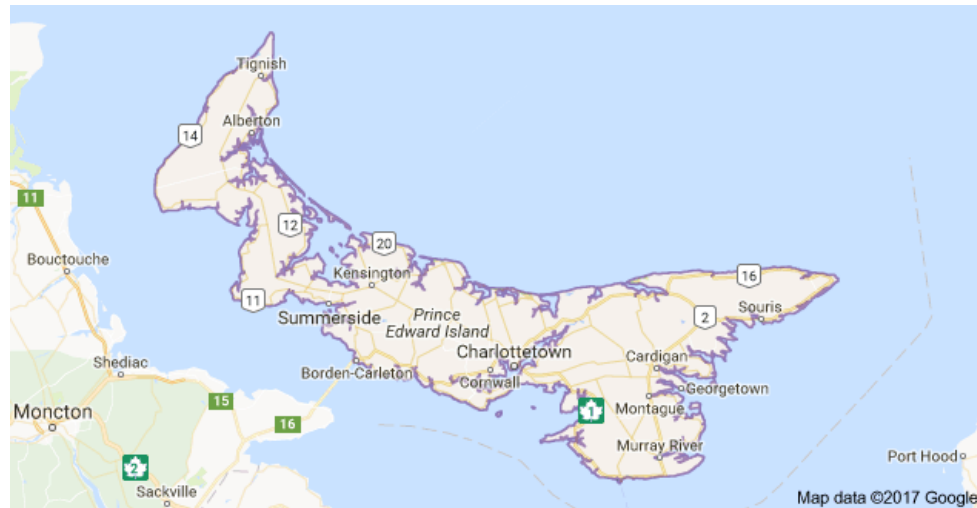 Tignish
Alberton
14
11
12
20
Bouctouche
Kensington
16
11
Souris
Summerside
Prince
Edward Island
2
Charlottetown
Shediac
Borden-Carleton
Cornwall
Cardigan
Georgetown
15
Moncton
16
1
Montague
Murray River
Port Hood
2
Sackville
Map data ©2017 Google